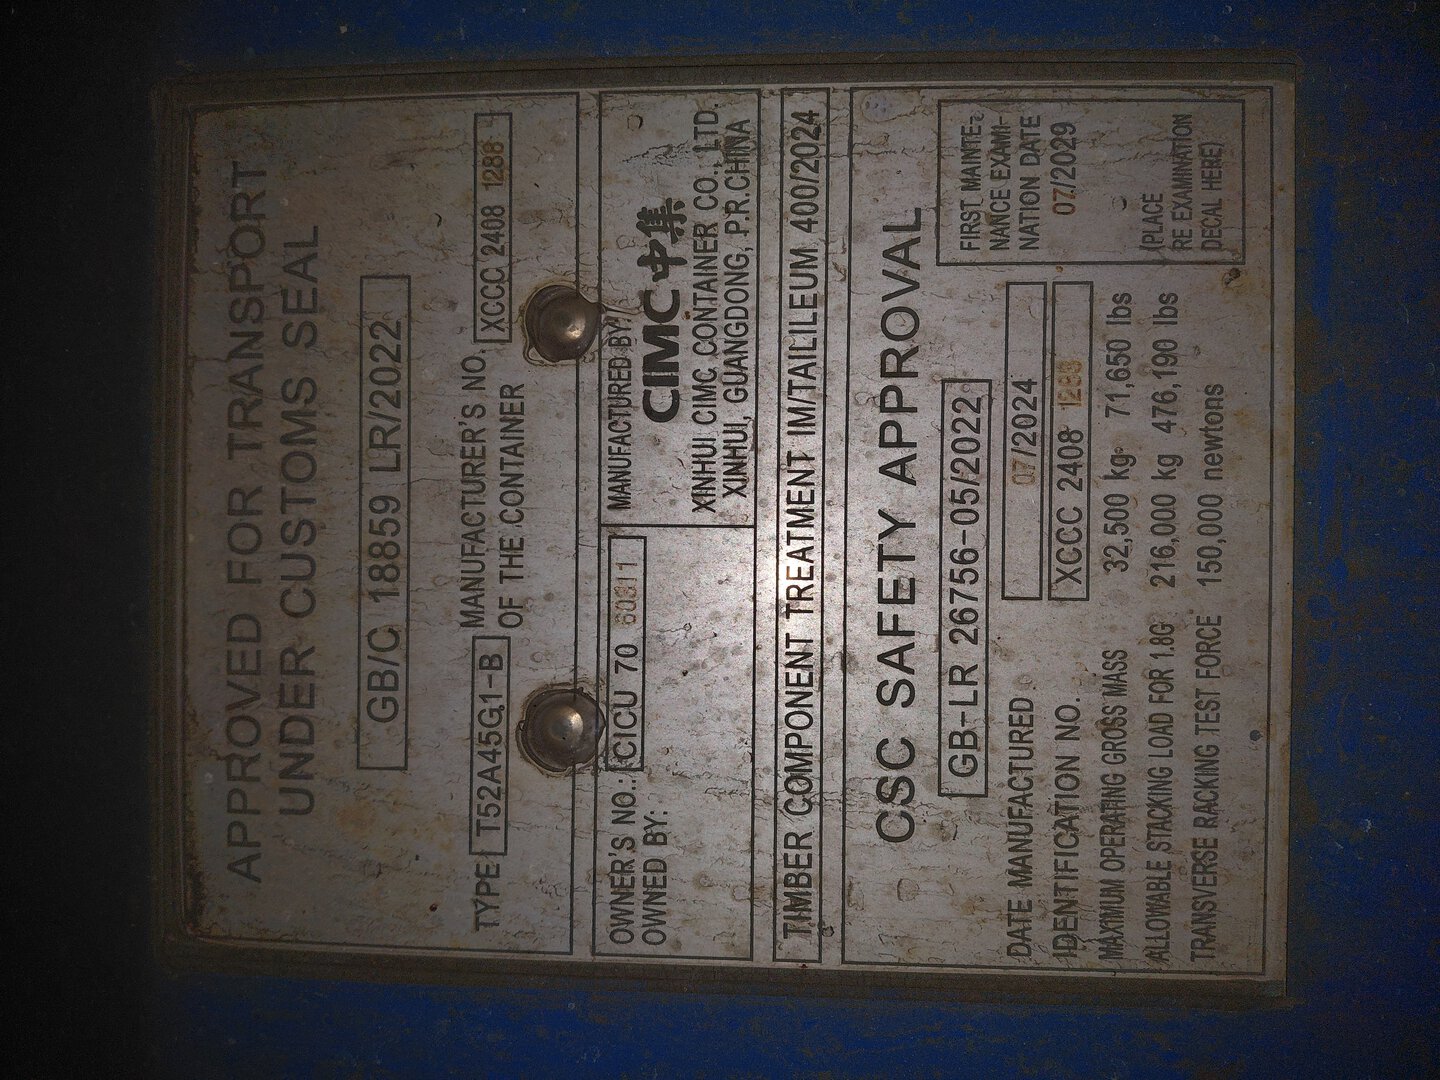 APPROVED FOR TRANSPORT
UNDER CUSTOMS SEAL
GB/C 18859 LR/2022
TYPE T52A45G1-B MANUFACTURER'S NO.
OF THE CONTAINER XCCC 2408 1288
OWNER'S NO.: CICU 70 60311
OWNED BY:
MANUFACTURED BY:
CIMC 中集
XINHUI CIMC CONTAINER CO., LTD.
XINHUI, GUANGDONG, P.R.CHINA
TIMBER COMPONENT TREATMENT IM/TAILILEUM 400/2024
CSC SAFETY APPROVAL
GB-LR 26756-05/2022
DATE MANUFACTURED 07/2024
IDENTIFICATION NO. XCCC 2408 1288
MAXIMUM OPERATING GROSS MASS 32,500 kg 71,650 lbs
ALLOWABLE STACKING LOAD FOR 1.8G 216,000 kg 476,190 lbs
TRANSVERSE RACKING TEST FORCE 150,000 newtons
FIRST MAINTE-
NANCE EXAMI-
NATION DATE
07/2029
(PLACE
RE EXAMINATION
DECAL HERE)